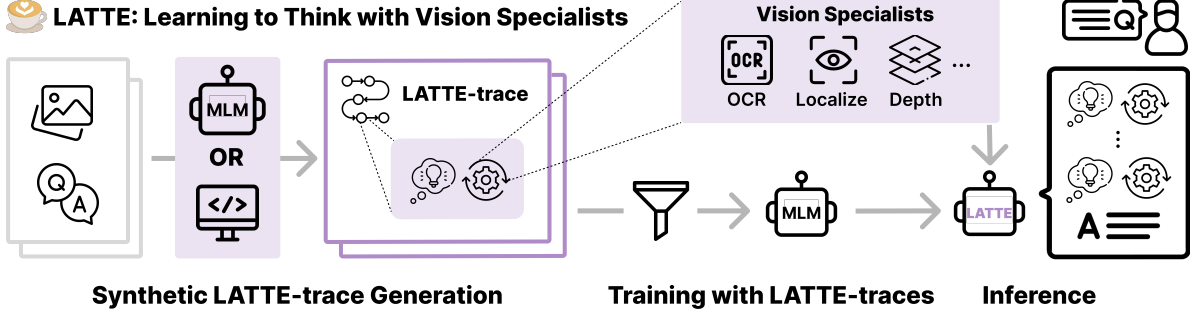 LATTE: Learning to Think with Vision Specialists
Vision Specialists
OCR
OCR
Localize
Depth
...
Q
MLM
OR
</>
Q
A
LATTE-trace
MLM
LATTE
A
Synthetic LATTE-trace Generation
Training with LATTE-traces
Inference